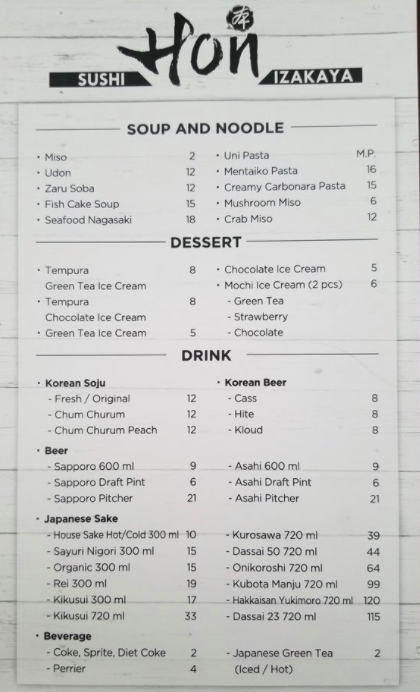 Hon
SUSHI IZAKAYA
SOUP AND NOODLE
• Miso 2
• Udon 12
• Zaru Soba 12
• Fish Cake Soup 15
• Seafood Nagasaki 18
• Uni Pasta M.P.
• Mentaiko Pasta 16
• Creamy Carbonara Pasta 15
• Mushroom Miso 6
• Crab Miso 12
DESSERT
• Tempura 8
Green Tea Ice Cream
• Tempura 8
Chocolate Ice Cream
• Green Tea Ice Cream 5
• Chocolate Ice Cream 5
• Mochi Ice Cream (2 pcs) 6
- Green Tea
- Strawberry
- Chocolate
DRINK
• Korean Soju
- Fresh / Original 12
- Chum Churum 12
- Chum Churum Peach 12
• Korean Beer
- Cass 8
- Hite 8
- Kloud 8
• Beer
- Sapporo 600 ml 9
- Sapporo Draft Pint 6
- Sapporo Pitcher 21
- Asahi 600 ml 9
- Asahi Draft Pint 6
- Asahi Pitcher 21
• Japanese Sake
- House Sake Hot/Cold 300 ml 10
- Sayuri Nigori 300 ml 15
- Organic 300 ml 15
- Rei 300 ml 19
- Kikusui 300 ml 17
- Kikusui 720 ml 33
- Kurosawa 720 ml 39
- Dassai 50 720 ml 44
- Onikoroshi 720 ml 64
- Kubota Manju 720 ml 99
- Hakkaisan Yukimoro 720 ml 120
- Dassai 23 720 ml 115
• Beverage
- Coke, Sprite, Diet Coke 2
- Perrier 4
- Japanese Green Tea 2
(Iced / Hot)